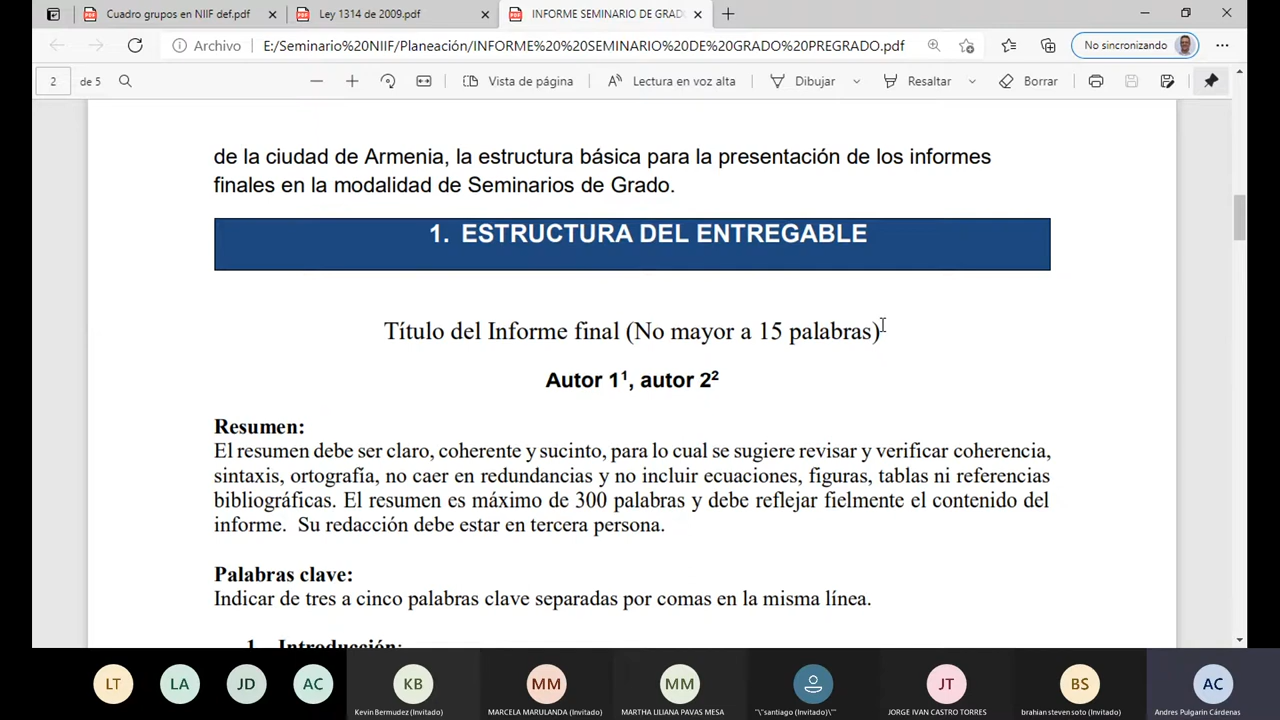 Cuadro grupos en NIIF def.pdf
Ley 1314 de 2009.pdf
INFORME SEMINARIO DE GRADO
Archivo
E:/Seminario%20NIIF/Planeación/INFORME%20%20SEMINARIO%20DE%20GRADO%20PREGRADO.pdf
No sincronizando
2 de 5
Vista de página
Lectura en voz alta
Dibujar
Resaltar
Borrar
de la ciudad de Armenia, la estructura básica para la presentación de los informes
finales en la modalidad de Seminarios de Grado.
1. ESTRUCTURA DEL ENTREGABLE
Título del Informe final (No mayor a 15 palabras)
Autor 1¹, autor 2²
Resumen:
El resumen debe ser claro, coherente y sucinto, para lo cual se sugiere revisar y verificar coherencia,
sintaxis, ortografía, no caer en redundancias y no incluir ecuaciones, figuras, tablas ni referencias
bibliográficas. El resumen es máximo de 300 palabras y debe reflejar fielmente el contenido del
informe. Su redacción debe estar en tercera persona.
Palabras clave:
Indicar de tres a cinco palabras clave separadas por comas en la misma línea.
1. Introducción:
LT
LA
JD
AC
KB
MM
MM
JT
BS
AC
Kevin Bermudez (Invitado)
MARCELA MARULANDA (Invitado)
MARTHA LILIANA PAVAS MESA
"\"santiago (Invitado)\""
JORGE IVAN CASTRO TORRES
brahian steven soto (Invitado)
Andres Pulgarin Cárdenas